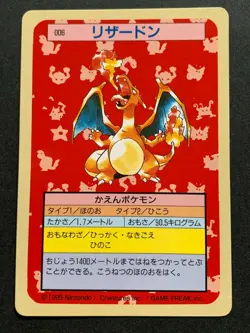 006 リザードン
かえんポケモン
タイプ1/ほのお タイプ2/ひこう
たかさ/1.7メートル おもさ/90.5キログラム
おもなわざ/ひっかく・なきごえ
ひのこ
ちじょう1400メートルまではねをつかってとぶ
ことができる。こうねつのほのおをはく。
© 1995 Nintendo, Creatures inc. GAME FREAK inc.